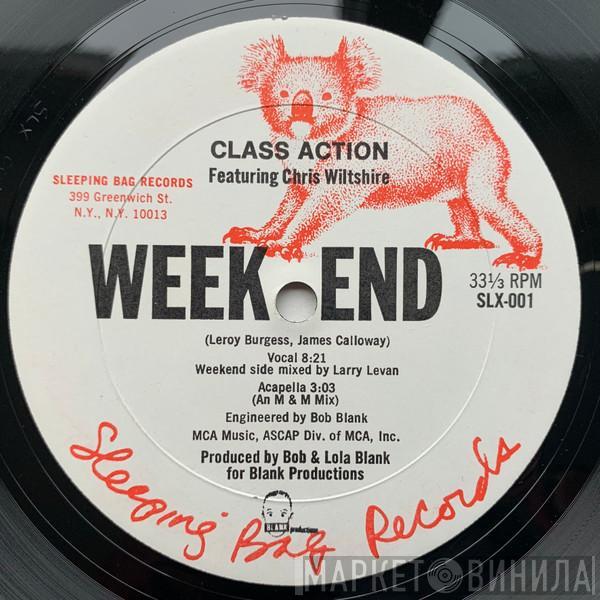 CLASS ACTION
Featuring Chris Wiltshire
SLEEPING BAG RECORDS
399 Greenwich St.
N.Y., N.Y. 10013
WEEK END
33⅓ RPM
SLX-001
(Leroy Burgess, James Calloway)
Vocal 8:21
Weekend side mixed by Larry Levan
Acapella 3:03
(An M & M Mix)
Engineered by Bob Blank
MCA Music, ASCAP Div. of MCA, Inc.
Produced by Bob & Lola Blank
for Blank Productions
BLANK productions
Sleeping Bag Records
МАРКЕТ ВИНИЛА